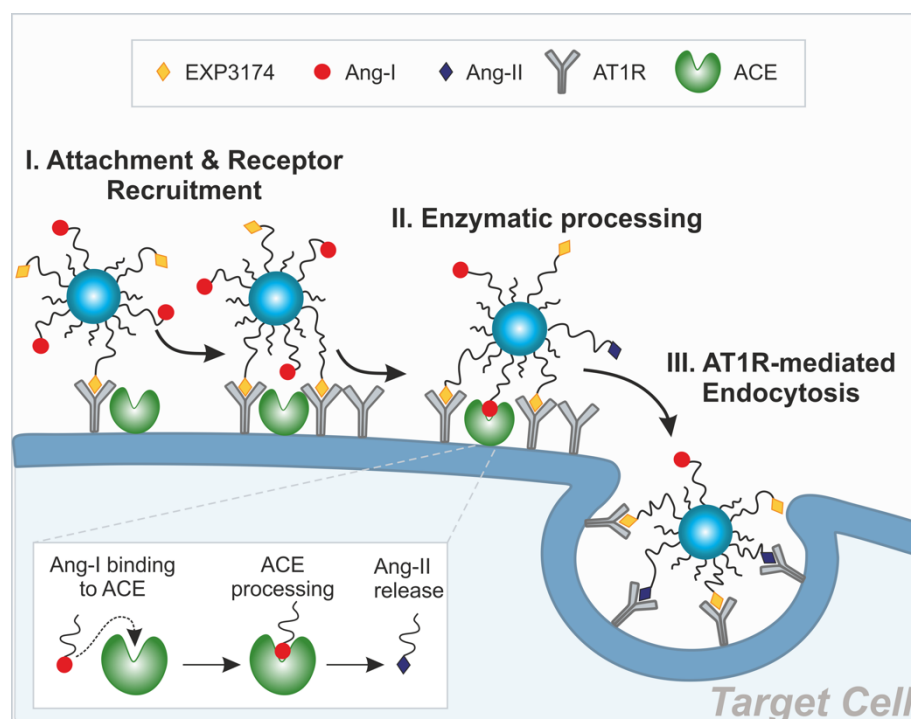 EXP3174 Ang-I Ang-II AT1R ACE
I. Attachment & Receptor
Recruitment
II. Enzymatic processing
III. AT1R-mediated
Endocytosis
Ang-I binding
to ACE
ACE
processing
Ang-II
release
Target Cell